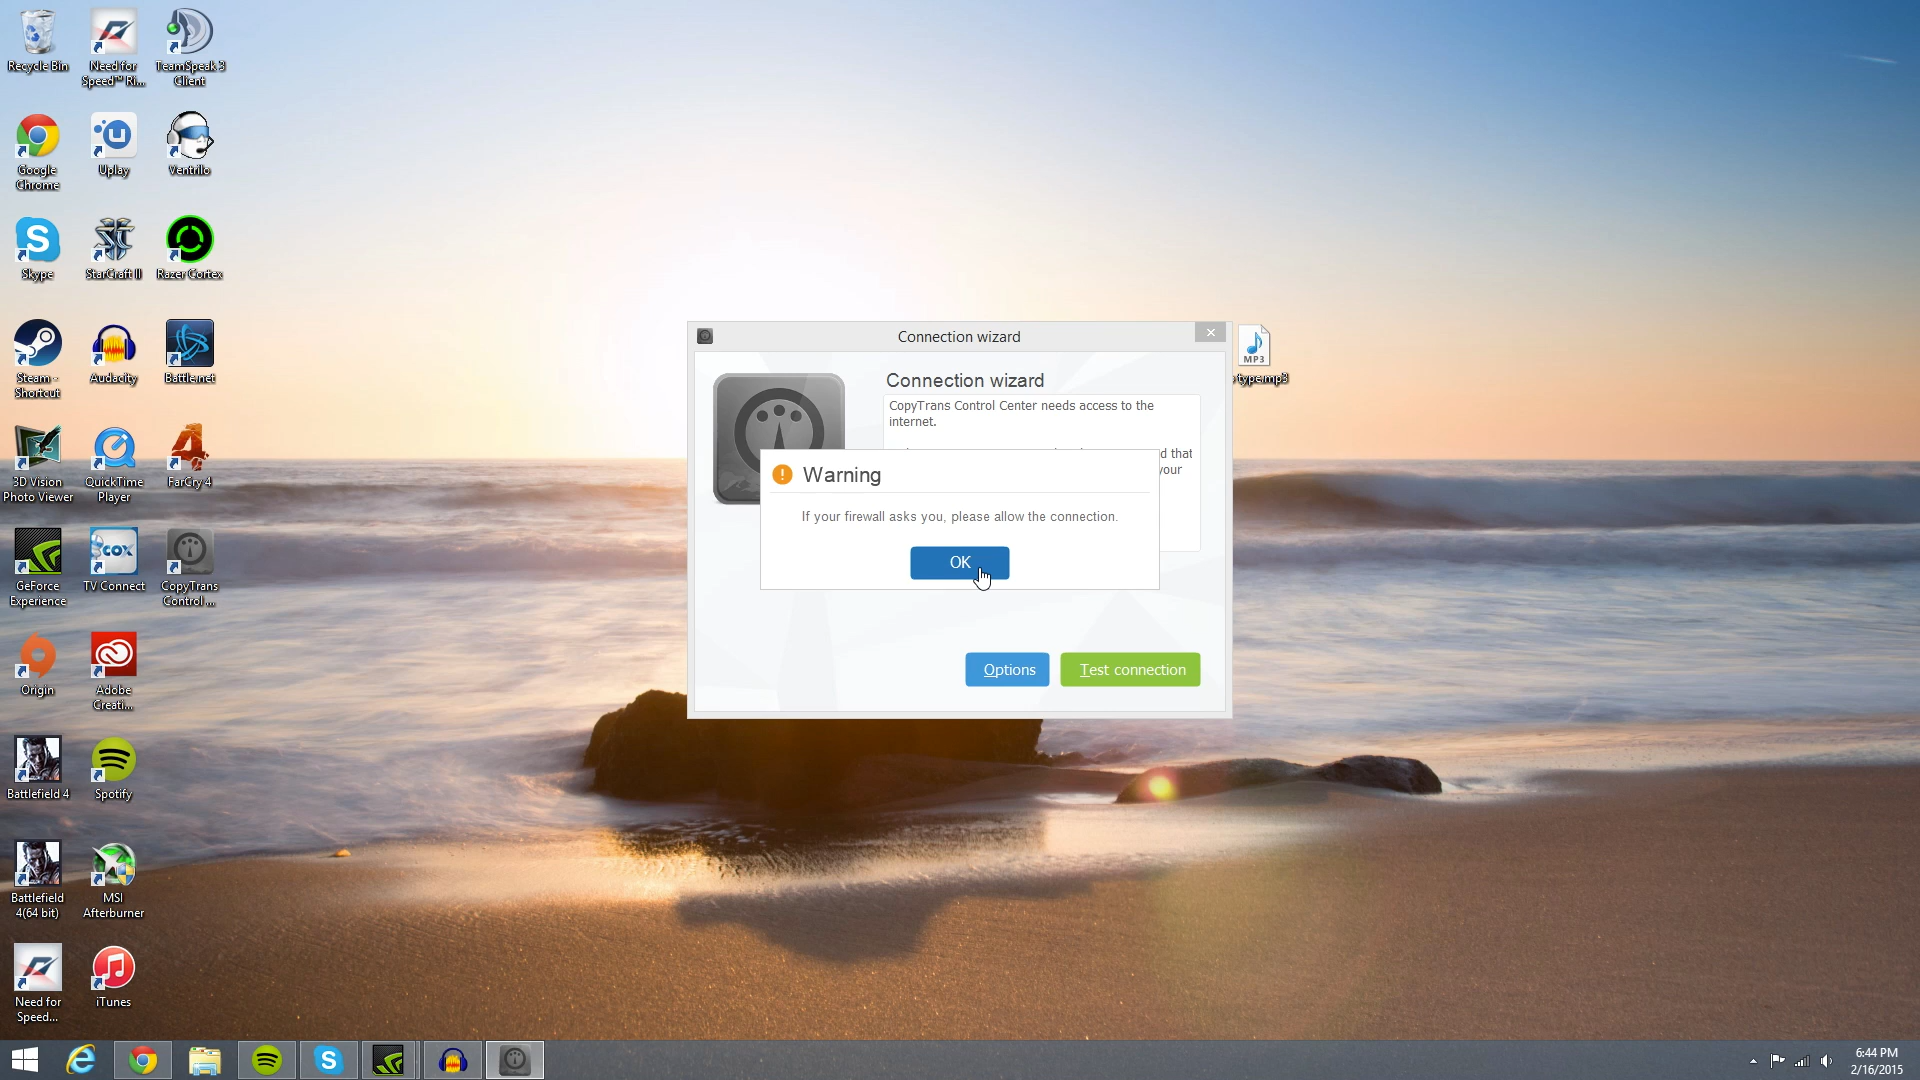 Recycle Bin
Need for
Speed™ Ri...
TeamSpeak 3
Client
Google
Chrome
Uplay
Ventrilo
Skype
StarCraft II
Razer Cortex
Steam -
Shortcut
Audacity
Battle.net
3D Vision
Photo Viewer
QuickTime
Player
FarCry 4
GeForce
Experience
COX
TV Connect
CopyTrans
Control ...
Origin
Adobe
Creati...
Battlefield 4
Spotify
Battlefield
4(64 bit)
MSI
Afterburner
Need for
Speed...
iTunes
Connection wizard
Connection wizard
CopyTrans Control Center needs access to the
internet.
d that
your
Warning
If your firewall asks you, please allow the connection.
OK
Options
Test connection
MP3
type.mp3
6:44 PM
2/16/2015